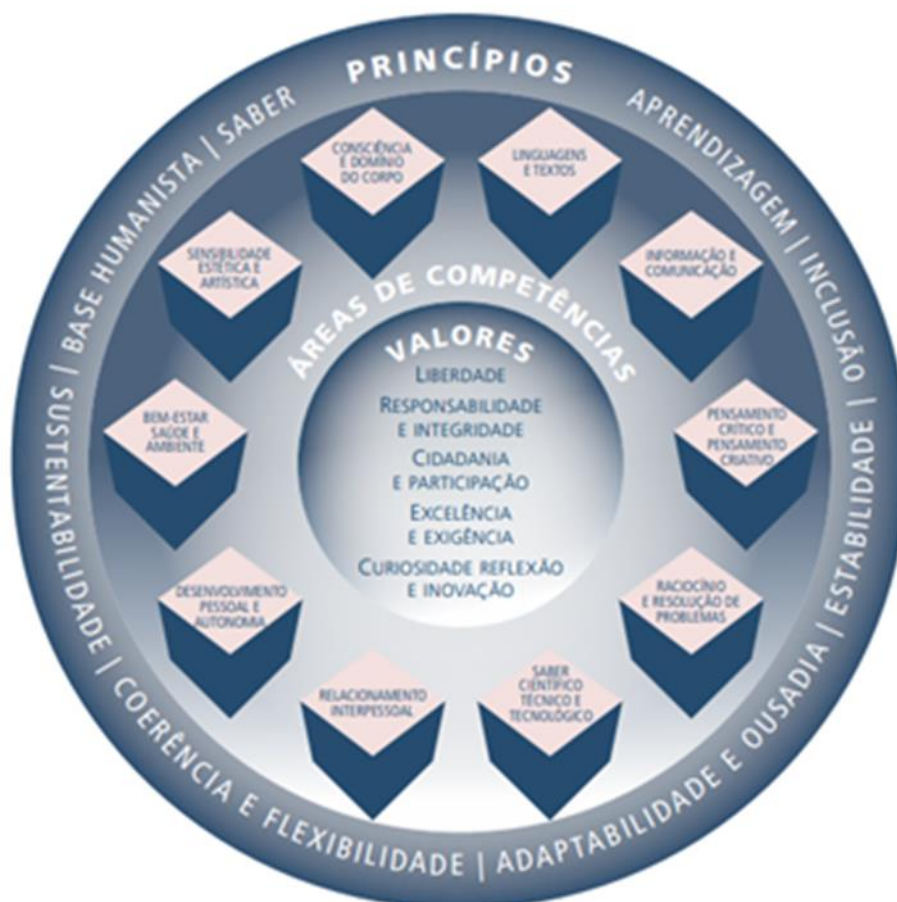 PRINCÍPIOS
APRENDIZAGEM | INCLUSÃO | ESTABILIDADE | ADAPTABILIDADE E OUSADIA | COERÊNCIA E FLEXIBILIDADE | SUSTENTABILIDADE | BASE HUMANISTA | SABER
LINGUAGENS
E TEXTOS
INFORMAÇÃO E
COMUNICAÇÃO
PENSAMENTO
CRÍTICO E
PENSAMENTO
CRIATIVO
RACIOCÍNIO
E RESOLUÇÃO DE
PROBLEMAS
SABER
CIENTÍFICO
TÉCNICO E
TECNOLÓGICO
RELACIONAMENTO
INTERPESSOAL
DESENVOLVIMENTO
PESSOAL E
AUTONOMIA
BEM-ESTAR
SAÚDE E
AMBIENTE
SENSIBILIDADE
ESTÉTICA E
ARTÍSTICA
CONSCIÊNCIA
E DOMÍNIO
DO CORPO
ÁREAS DE COMPETÊNCIAS
VALORES
LIBERDADE
RESPONSABILIDADE
E INTEGRIDADE
CIDADANIA
E PARTICIPAÇÃO
EXCELÊNCIA
E EXIGÊNCIA
CURIOSIDADE REFLEXÃO
E INOVAÇÃO